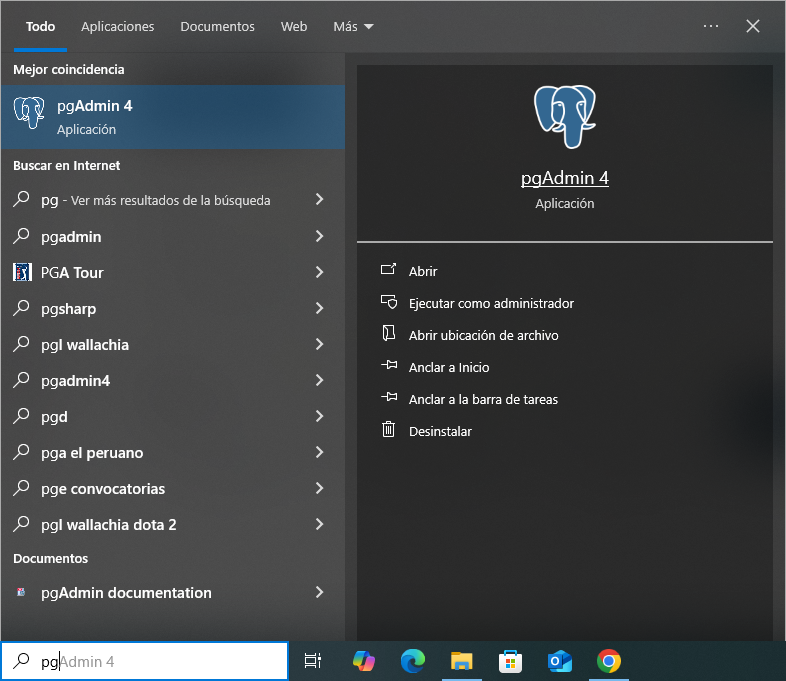 Todo Aplicaciones Documentos Web Más
Mejor coincidencia
pgAdmin 4
Aplicación
Buscar en Internet
pg - Ver más resultados de la búsqueda
pgadmin
PGA Tour
pgsharp
pgl wallachia
pgadmin4
pgd
pga el peruano
pge convocatorias
pgl wallachia dota 2
Documentos
pgAdmin documentation
pgAdmin 4
pgAdmin 4
Aplicación
Abrir
Ejecutar como administrador
Abrir ubicación de archivo
Anclar a Inicio
Anclar a la barra de tareas
Desinstalar